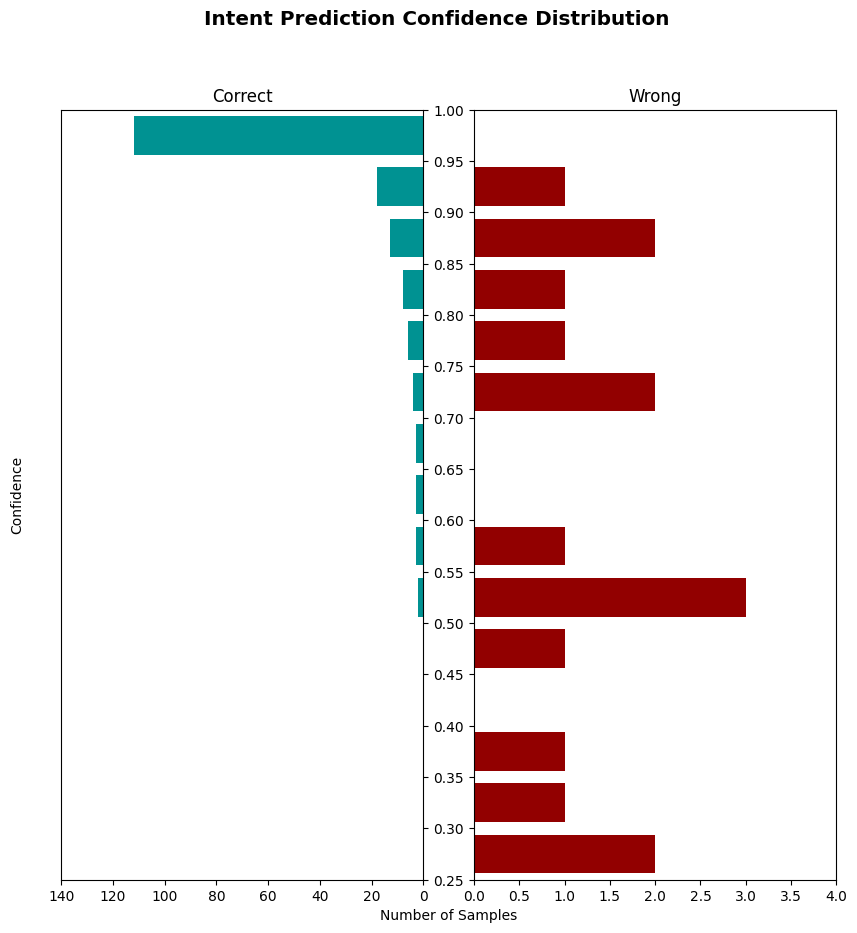 Intent Prediction Confidence Distribution
Correct
Wrong
1.00
0.95
0.90
0.85
0.80
0.75
0.70
0.65
0.60
0.55
0.50
0.45
0.40
0.35
0.30
0.25
Confidence
140 120 100 80 60 40 20 0
0.0 0.5 1.0 1.5 2.0 2.5 3.0 3.5 4.0
Number of Samples